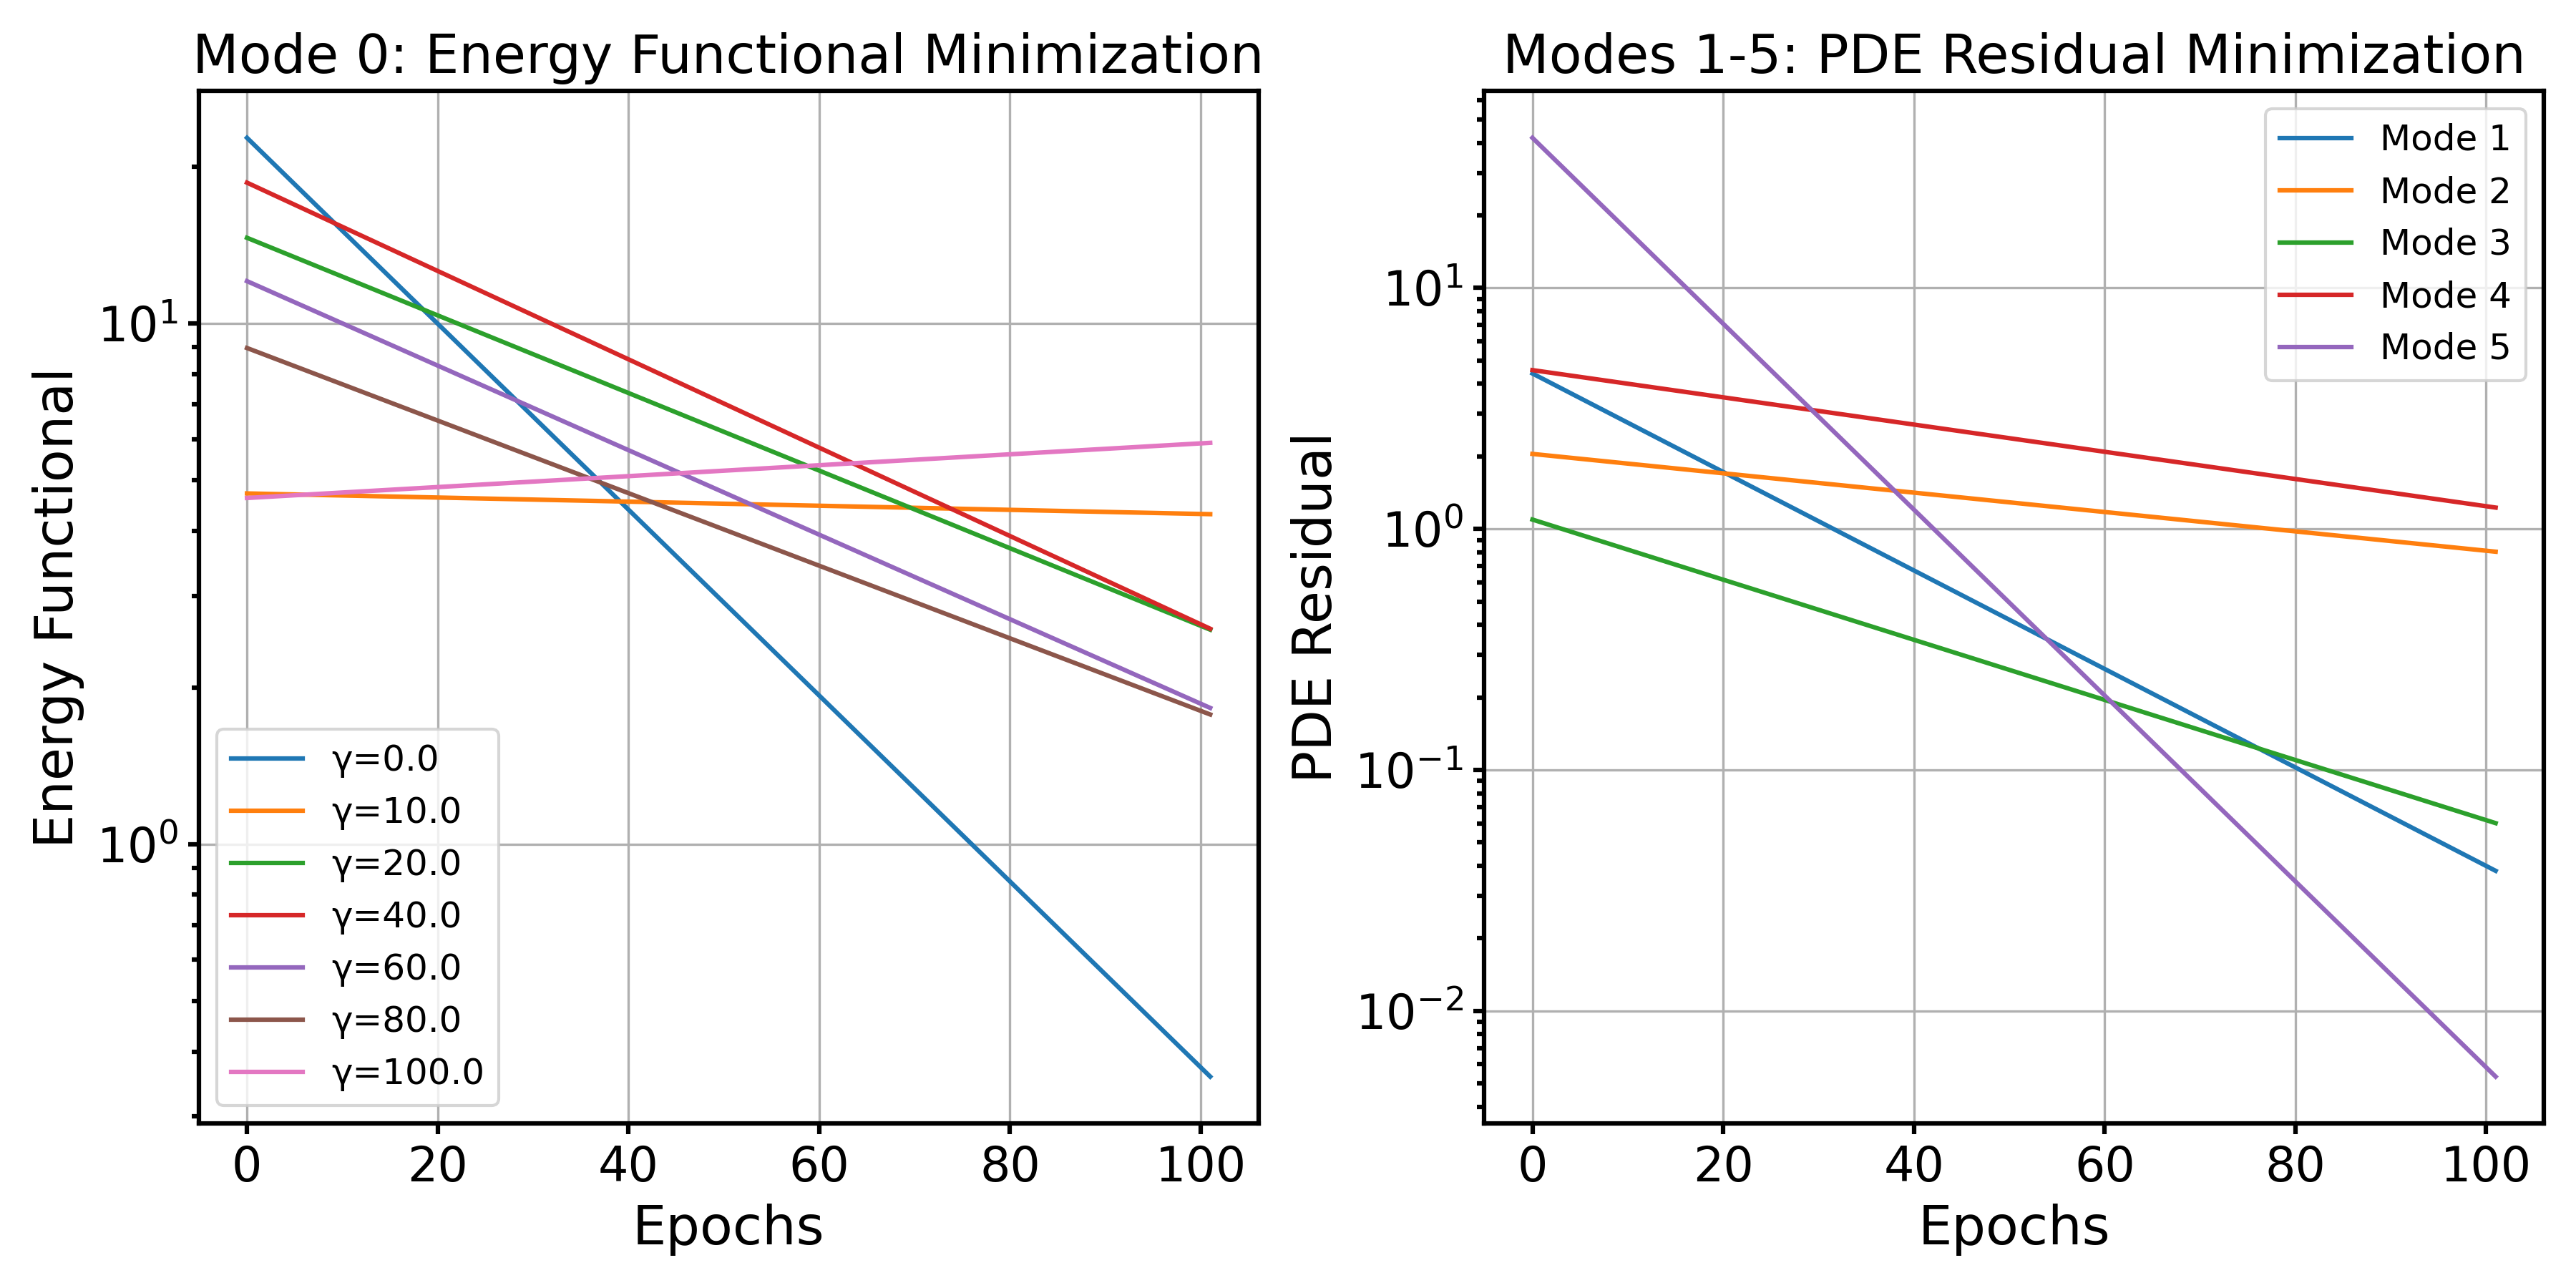 Mode 0: Energy Functional Minimization
Energy Functional
10¹
10⁰
γ=0.0
γ=10.0
γ=20.0
γ=40.0
γ=60.0
γ=80.0
γ=100.0
0 20 40 60 80 100
Epochs
Modes 1-5: PDE Residual Minimization
PDE Residual
10¹
10⁰
10⁻¹
10⁻²
Mode 1
Mode 2
Mode 3
Mode 4
Mode 5
0 20 40 60 80 100
Epochs